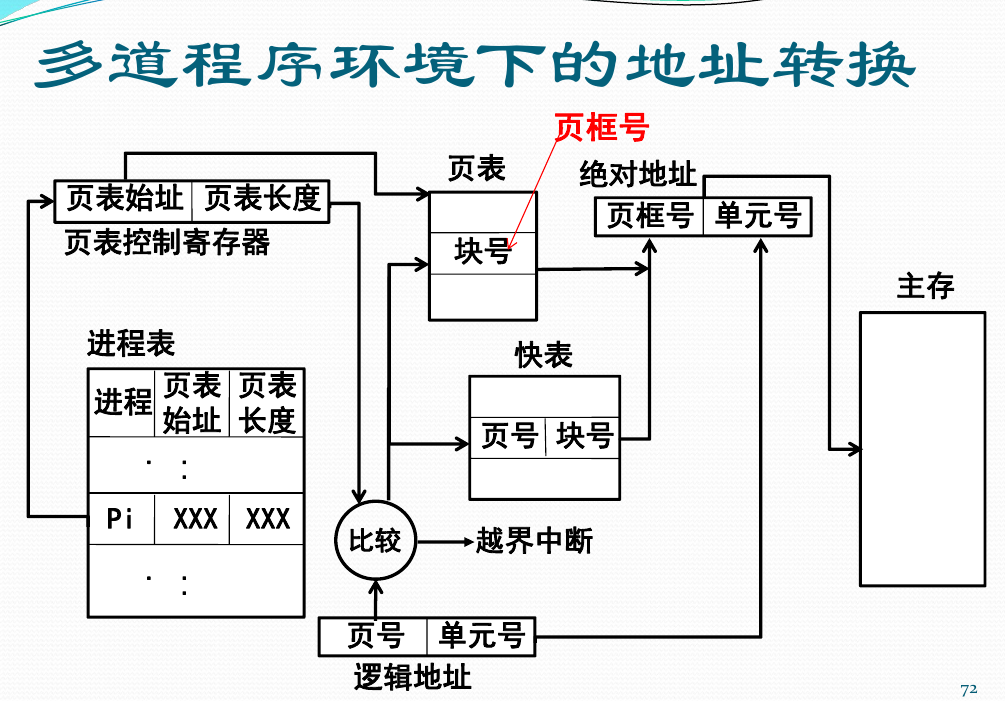 多道程序环境下的地址转换
页框号
页表
绝对地址
页表始址 页表长度
页框号 单元号
页表控制寄存器
块号
主存
进程表
快表
进程 页表始址 页表长度
页号 块号
. :
Pi XXX XXX
比较
越界中断
. :
页号 单元号
逻辑地址
72